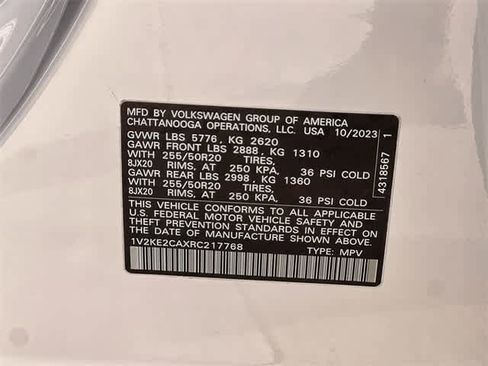 MFD BY VOLKSWAGEN GROUP OF AMERICA
CHATTANOOGA OPERATIONS, LLC. USA 10/2023
GVWR LBS 5776 , KG 2620
GAWR FRONT LBS 2888 , KG 1310
WITH 255/50R20 TIRES,
8JX20 RIMS, AT 250 KPA, 36 PSI COLD
GAWR REAR LBS 2998 , KG 1360
WITH 255/50R20 TIRES,
8JX20 RIMS, AT 250 KPA, 36 PSI COLD
THIS VEHICLE CONFORMS TO ALL APPLICABLE
U.S. FEDERAL MOTOR VEHICLE SAFETY
AND THEFT PREVENTION STANDARDS IN EFFECT ON
THE DATE OF MANUFACTURE SHOWN ABOVE.
1V2KE2CAXRC217768 TYPE: MPV
4318567 1